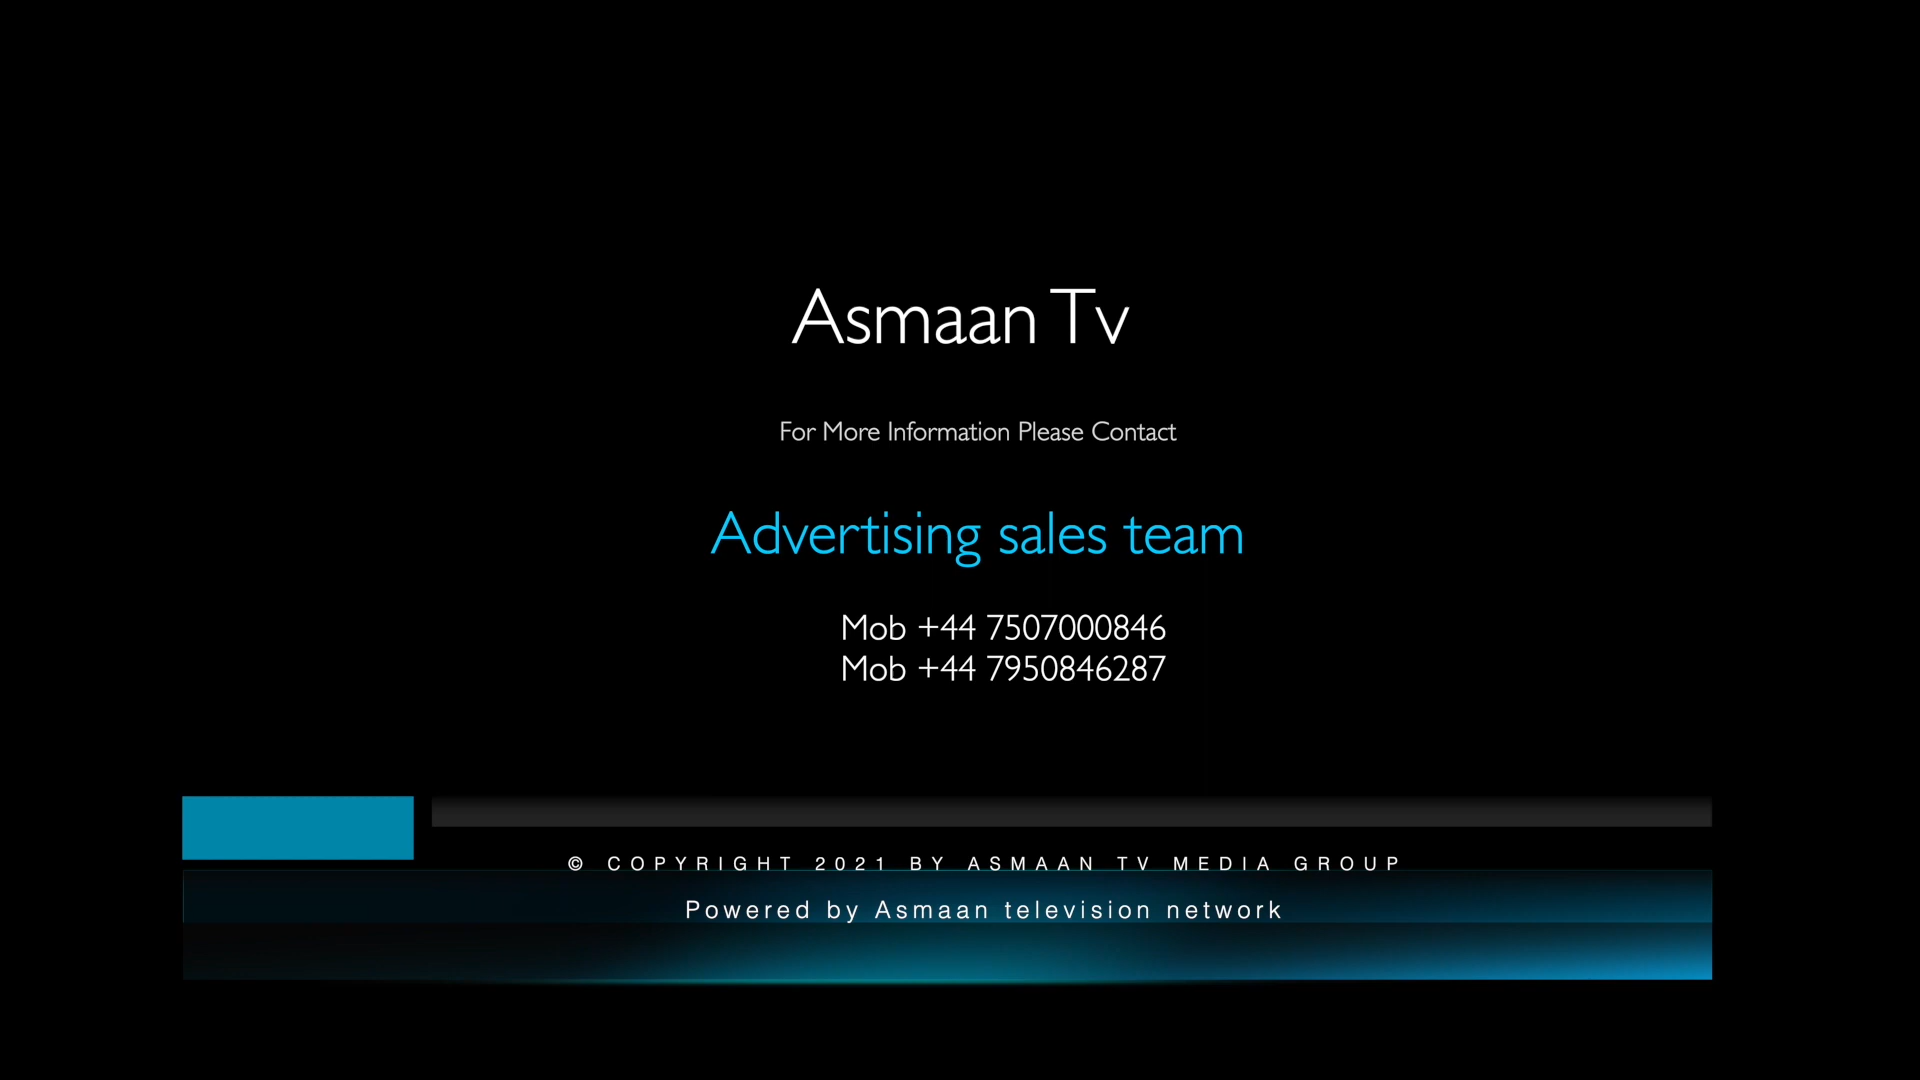 Asmaan Tv
For More Information Please Contact
Advertising sales team
Mob +44 7507000846
Mob +44 7950846287
© COPYRIGHT 2021 BY ASMAAN TV MEDIA GROUP
Powered by Asmaan television network